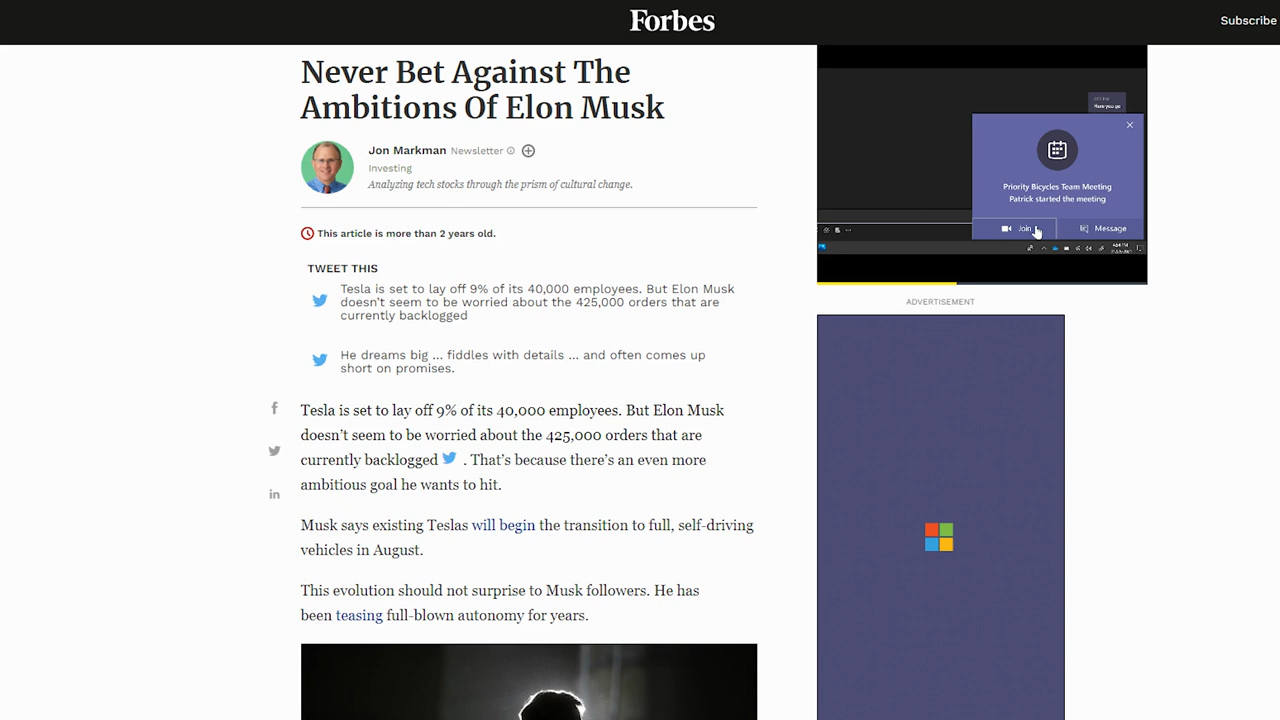 Forbes
Subscribe
Never Bet Against The
Ambitions Of Elon Musk
Jon Markman Newsletter
Investing
Analyzing tech stocks through the prism of cultural change.
This article is more than 2 years old.
TWEET THIS
Tesla is set to lay off 9% of its 40,000 employees. But Elon Musk
doesn't seem to be worried about the 425,000 orders that are
currently backlogged
He dreams big ... fiddles with details ... and often comes up
short on promises.
Tesla is set to lay off 9% of its 40,000 employees. But Elon Musk
doesn’t seem to be worried about the 425,000 orders that are
currently backlogged . That’s because there’s an even more
ambitious goal he wants to hit.
Musk says existing Teslas will begin the transition to full, self-driving
vehicles in August.
This evolution should not surprise to Musk followers. He has
been teasing full-blown autonomy for years.
Here you go
Priority Bicycles Team Meeting
Patrick started the meeting
Join
Message
ADVERTISEMENT